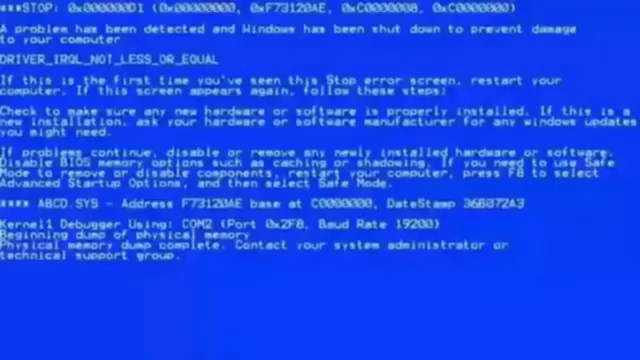 ***STOP: 0x000000D1 (0x00000000, 0xF73120AE, 0xC0000008, 0xC0000000)
A problem has been detected and Windows has been shut down to prevent damage
to your computer
DRIVER_IRQL_NOT_LESS_OR_EQUAL
If this is the first time you've seen this Stop error screen, restart your
computer. If this screen appears again, follow these steps:
Check to make sure any new hardware or software is properly installed. If this is a
new installation, ask your hardware or software manufacturer for any windows updates
you might need.
If problems continue, disable or remove any newly installed hardware or software.
Disable BIOS memory options such as caching or shadowing. If you need to use Safe
Mode to remove or disable components, restart your computer, press F8 to select
Advanced Startup Options, and then select Safe Mode.
**** ABCD.SYS - Address F73120AE base at C0000000, DateStamp 36B072A3
Kernel1 Debugger Using: COM2 (Port 0x2F8, Baud Rate 19200)
Beginning dump of physical memory
Physical memory dump complete. Contact your system administrator or
technical support group.